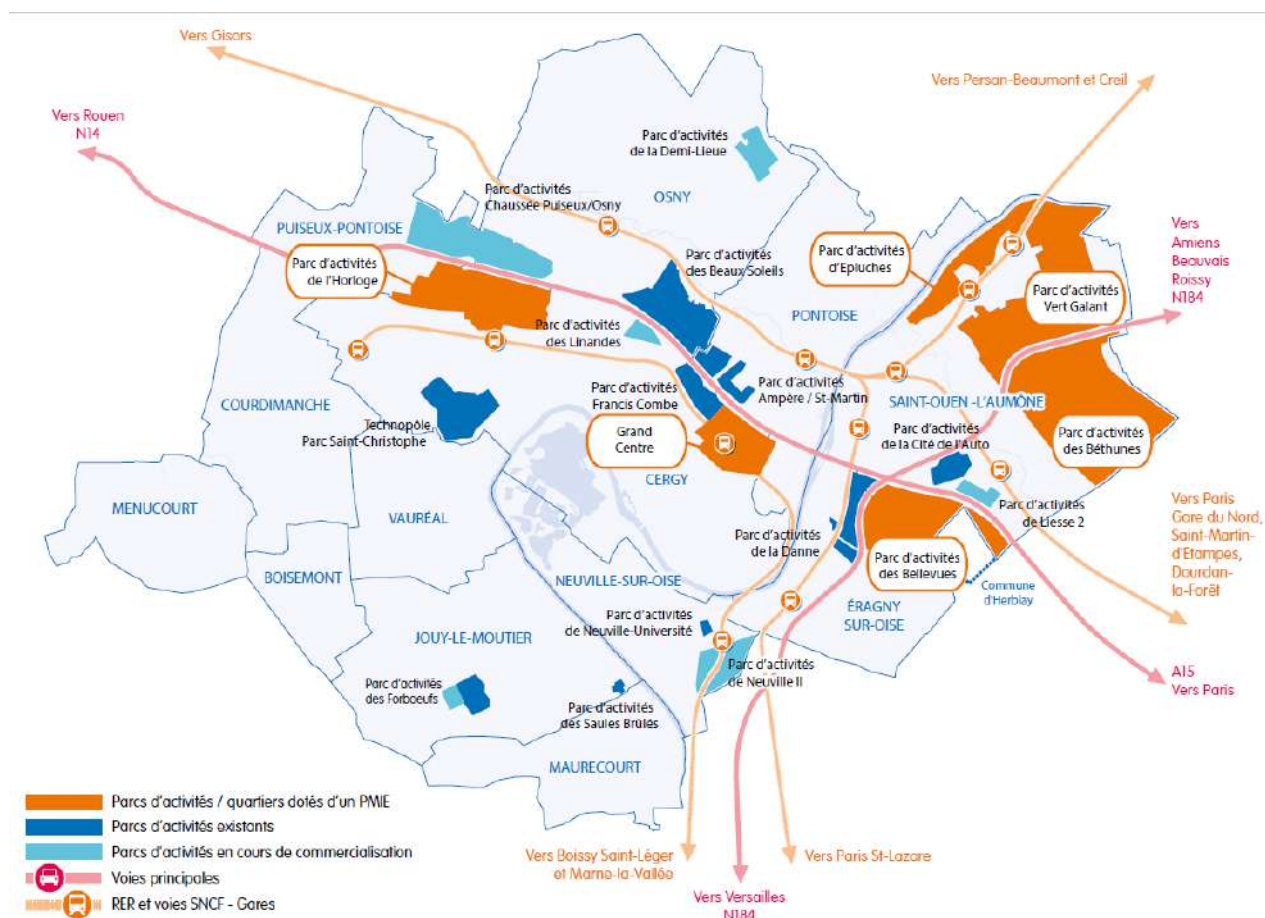 Vers Gisors
Vers Persan-Beaumont et Creil
Vers Rouen
N14
Parc d'activités
de la Demi-Lieue
Parc d'activités
Chaussée Puiseux/Osny
OSNY
PUISEUX-PONTOISE
Vers
Amiens
Beauvais
Roissy
N184
Parc d'activités
de l'Horloge
Parc d'activités
des Beaux Soleils
Parc d'activités
d'Epluches
Parc d'activités
Vert Galant
PONTOISE
Parc d'activités
des Linandes
Parc d'activités
Ampère / St-Martin
Parc d'activités
Francis Combe
COURDIMANCHE
SAINT-OUEN-L'AUMÔNE
Technopôle,
Parc Saint-Christophe
Grand
Centre
Parc d'activités
de la Cité de l'Auto
Parc d'activités
des Béthunes
CERGY
MENUCOURT
VAURÉAL
Parc d'activités
de Liesse 2
Vers Paris
Gare du Nord,
Saint-Martin-
d'Etampes,
Dourdan-
la-Forêt
Parc d'activités
de la Danne
Parc d'activités
des Bellevues
BOISEMONT
NEUVILLE-SUR-OISE
Commune
d'Herblay
ÉRAGNY
SUR-OISE
Parc d'activités
de Neuville-Université
JOUY-LE-MOUTIER
Parc d'activités
de Neuville II
A15
Vers Paris
Parc d'activités
des Forboeufs
Parc d'activités
des Saules Brûlés
MAURECOURT
Parcs d'activités / quartiers dotés d'un PMIE
Parcs d'activités existants
Parcs d'activités en cours de commercialisation
Voies principales
RER et voies SNCF - Gares
Vers Boissy Saint-Léger
et Marne-la-Vallée
Vers Paris St-Lazare
Vers Versailles
N184